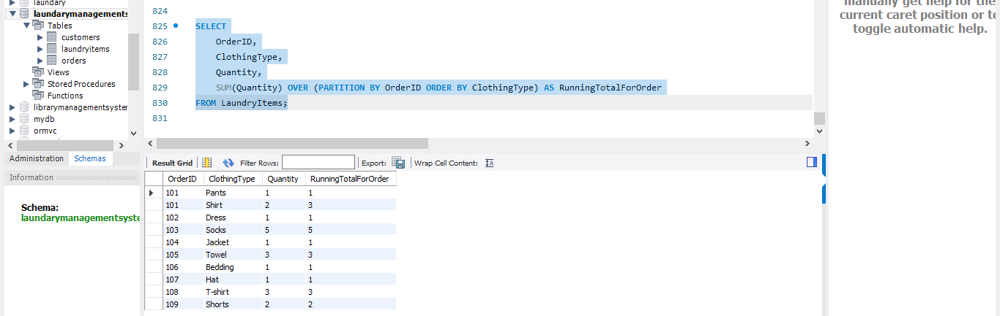 laundary
laundarymanagements
Tables
customers
laundryitems
orders
Views
Stored Procedures
Functions
librarymanagementsystem
mydb
ormvc
Administration Schemas
Information
Schema:
laundarymanagementsyste
824
825 SELECT
826 OrderID,
827 ClothingType,
828 Quantity,
829 SUM(Quantity) OVER (PARTITION BY OrderID ORDER BY ClothingType) AS RunningTotalForOrder
830 FROM LaundryItems;
831
Result Grid Filter Rows: Export: Wrap Cell Content:
OrderID ClothingType Quantity RunningTotalForOrder
101 Pants 1 1
101 Shirt 2 3
102 Dress 1 1
103 Socks 5 5
104 Jacket 1 1
105 Towel 3 3
106 Bedding 1 1
107 Hat 1 1
108 T-shirt 3 3
109 Shorts 2 2
manually get help for the
current caret position or to
toggle automatic help.